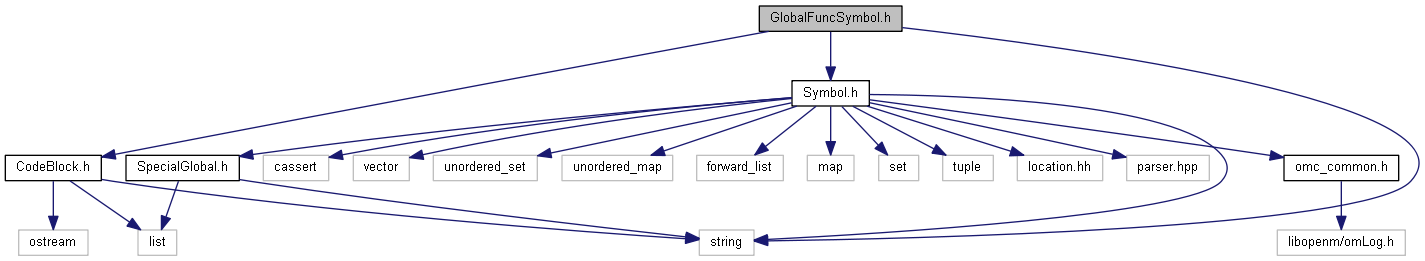 GlobalFuncSymbol.h
Symbol.h
CodeBlock.h
SpecialGlobal.h
cassert
vector
unordered_set
unordered_map
forward_list
map
set
tuple
location.hh
parser.hpp
omc_common.h
ostream
list
string
libopenm/omLog.h